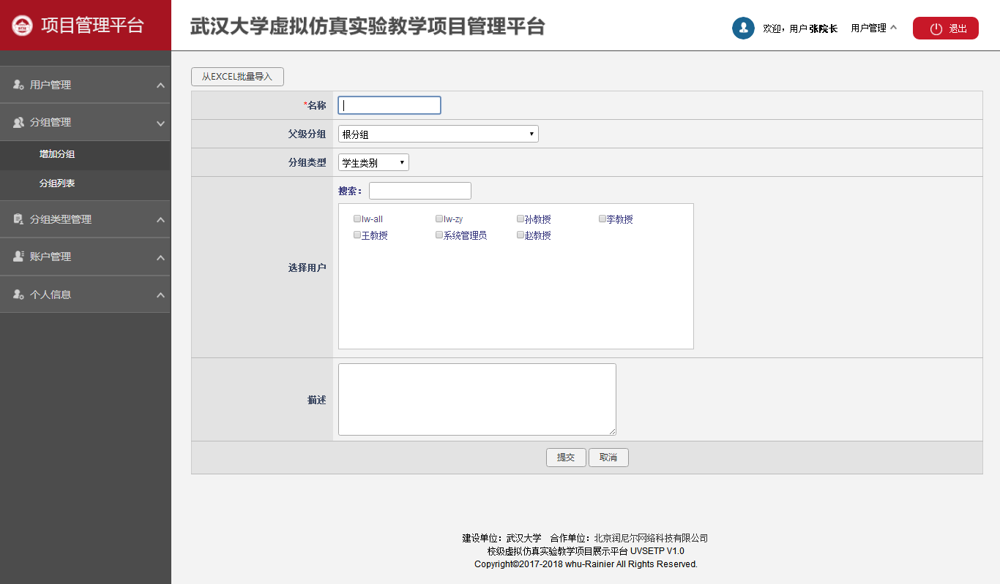 项目管理平台
武汉大学虚拟仿真实验教学项目管理平台
欢迎，用户 张院长 用户管理 退出
用户管理
分组管理
增加分组
分组列表
分组类型管理
账户管理
个人信息
从EXCEL批量导入
*名称
父级分组 根分组
分组类型 学生类别
搜索：
选择用户
lw-all lw-zy 孙教授 李教授
王教授 系统管理员 赵教授
描述
提交 取消
建设单位：武汉大学 合作单位：北京润尼尔网络科技有限公司
校级虚拟仿真实验教学项目展示平台 UVSETP V1.0
Copyright©2017-2018 whu-Rainier All Rights Reserved.